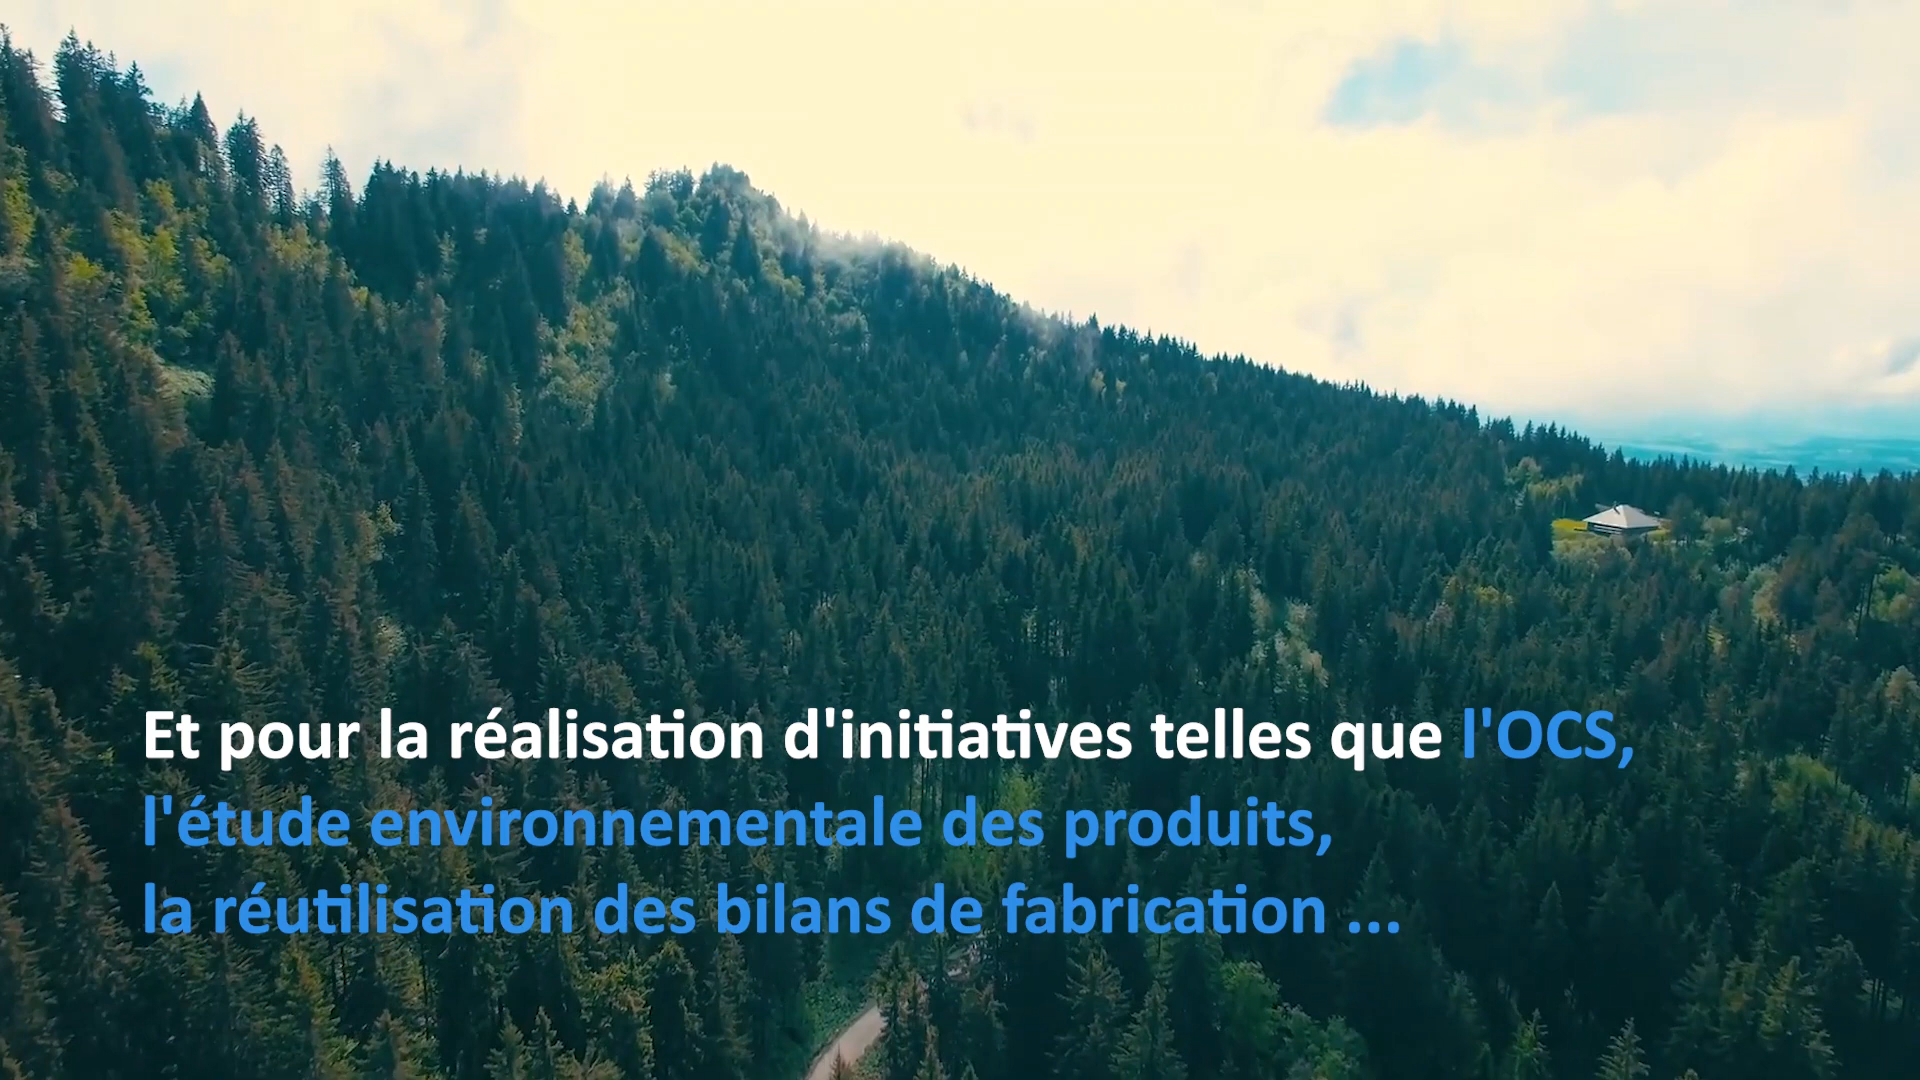 Et pour la réalisation d'initiatives telles que l'OCS,
l'étude environnementale des produits,
la réutilisation des bilans de fabrication ...